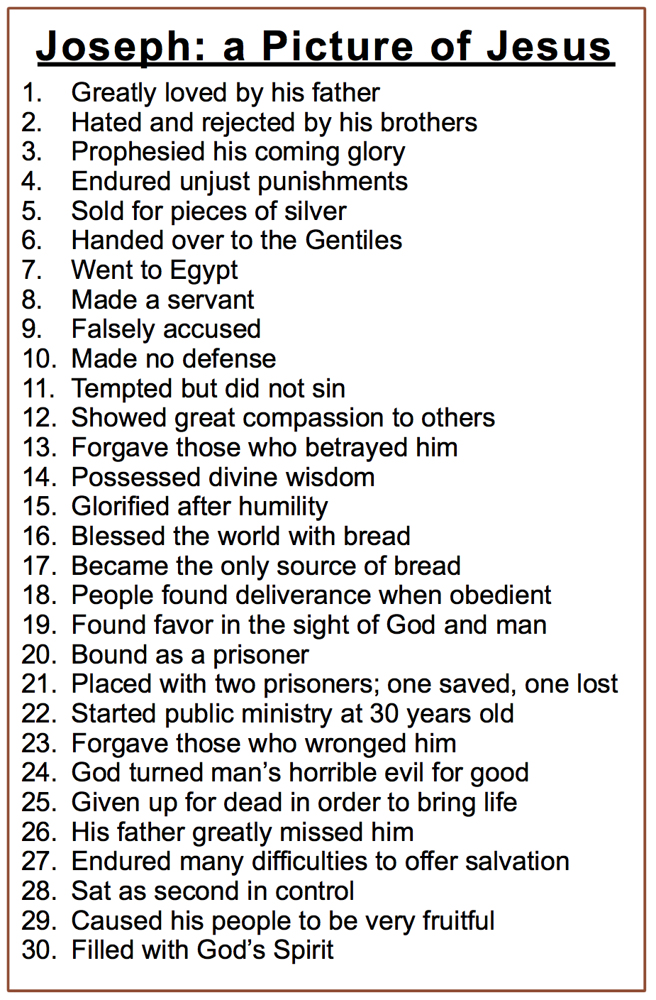 Joseph: a Picture of Jesus
1. Greatly loved by his father
2. Hated and rejected by his brothers
3. Prophesied his coming glory
4. Endured unjust punishments
5. Sold for pieces of silver
6. Handed over to the Gentiles
7. Went to Egypt
8. Made a servant
9. Falsely accused
10. Made no defense
11. Tempted but did not sin
12. Showed great compassion to others
13. Forgave those who betrayed him
14. Possessed divine wisdom
15. Glorified after humility
16. Blessed the world with bread
17. Became the only source of bread
18. People found deliverance when obedient
19. Found favor in the sight of God and man
20. Bound as a prisoner
21. Placed with two prisoners; one saved, one lost
22. Started public ministry at 30 years old
23. Forgave those who wronged him
24. God turned man’s horrible evil for good
25. Given up for dead in order to bring life
26. His father greatly missed him
27. Endured many difficulties to offer salvation
28. Sat as second in control
29. Caused his people to be very fruitful
30. Filled with God’s Spirit